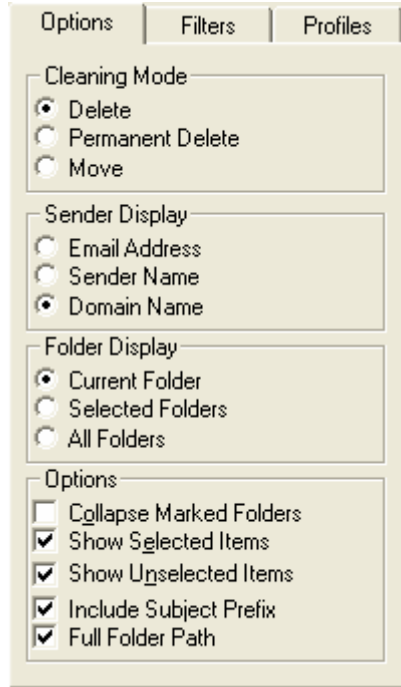 Options Filters Profiles
Cleaning Mode
Delete
Permanent Delete
Move
Sender Display
Email Address
Sender Name
Domain Name
Folder Display
Current Folder
Selected Folders
All Folders
Options
Collapse Marked Folders
Show Selected Items
Show Unselected Items
Include Subject Prefix
Full Folder Path